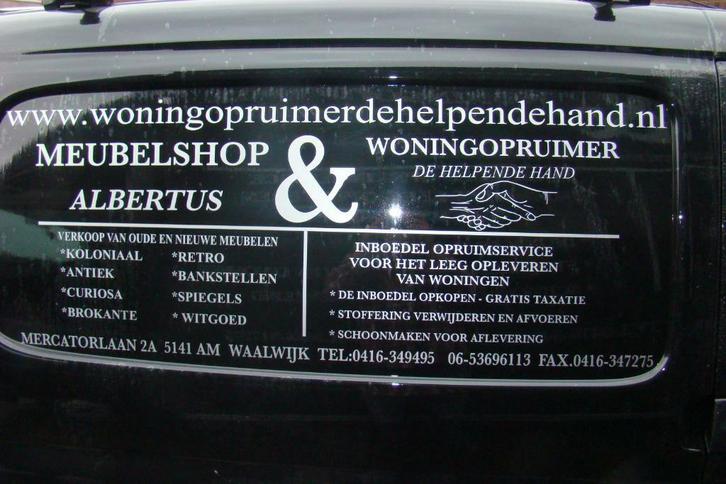 www.woningopruimerdehelpendehand.nl
MEUBELSHOP
ALBERTUS
&
WONINGOPRUIMER
DE HELPENDE HAND
VERKOOP VAN OUDE EN NIEUWE MEUBELEN
*KOLONIAAL *RETRO
*ANTIEK *BANKSTELLEN
*CURIOSA *SPIEGELS
*BROKANTE * WITGOED
INBOEDEL OPRUIMSERVICE
VOOR HET LEEG OPLEVEREN
VAN WONINGEN
* DE INBOEDEL OPKOPEN - GRATIS TAXATIE
* STOFFERING VERWIJDEREN EN AFVOEREN
* SCHOONMAKEN VOOR AFLEVERING
MERCATORLAAN 2A 5141 AM WAALWIJK TEL:0416-349495 06-53696113 FAX.0416-347275